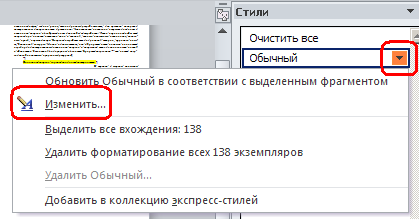 Стили
Очистить все
Обычный
Обновить Обычный в соответствии с выделенным фрагментом
Изменить...
Выделить все вхождения: 138
Удалить форматирование всех 138 экземпляров
Удалить Обычный...
Добавить в коллекцию экспресс-стилей